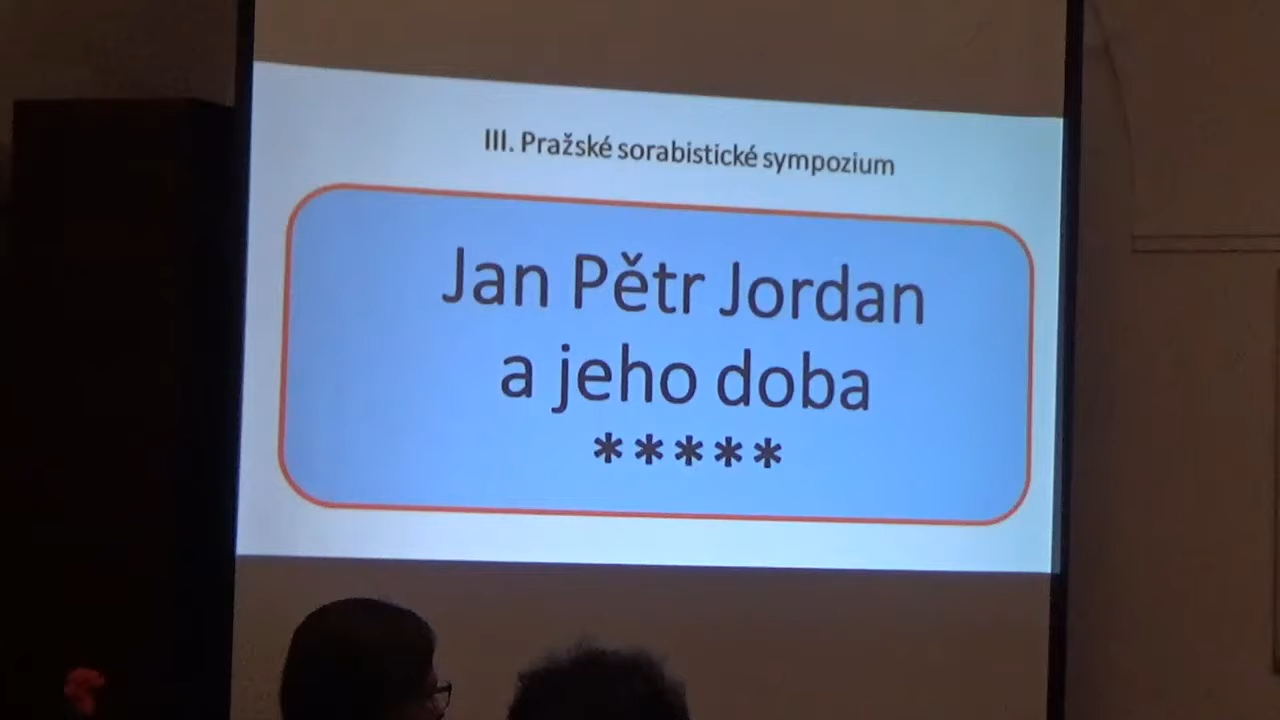 III. Pražské sorabistické sympozium
Jan Pětr Jordan
a jeho doba
*****